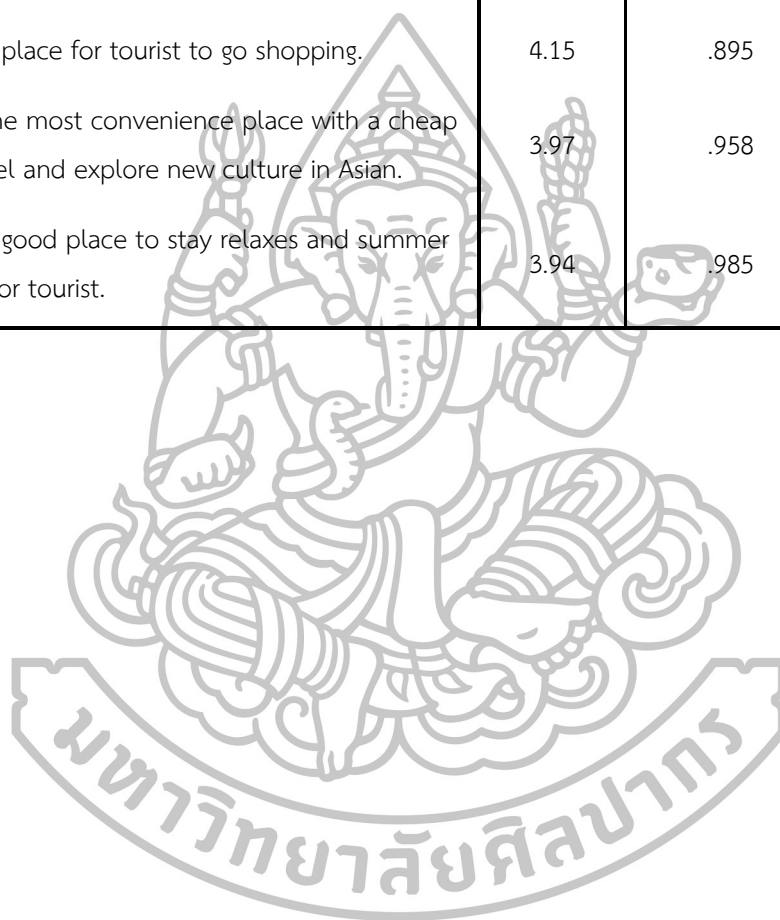 place for tourist to go shopping. 4.15 .895
ne most convenience place with a cheap
el and explore new culture in Asian. 3.97 .958
good place to stay relaxes and summer
or tourist. 3.94 .985
มหาวิทยาลัยศิลปากร